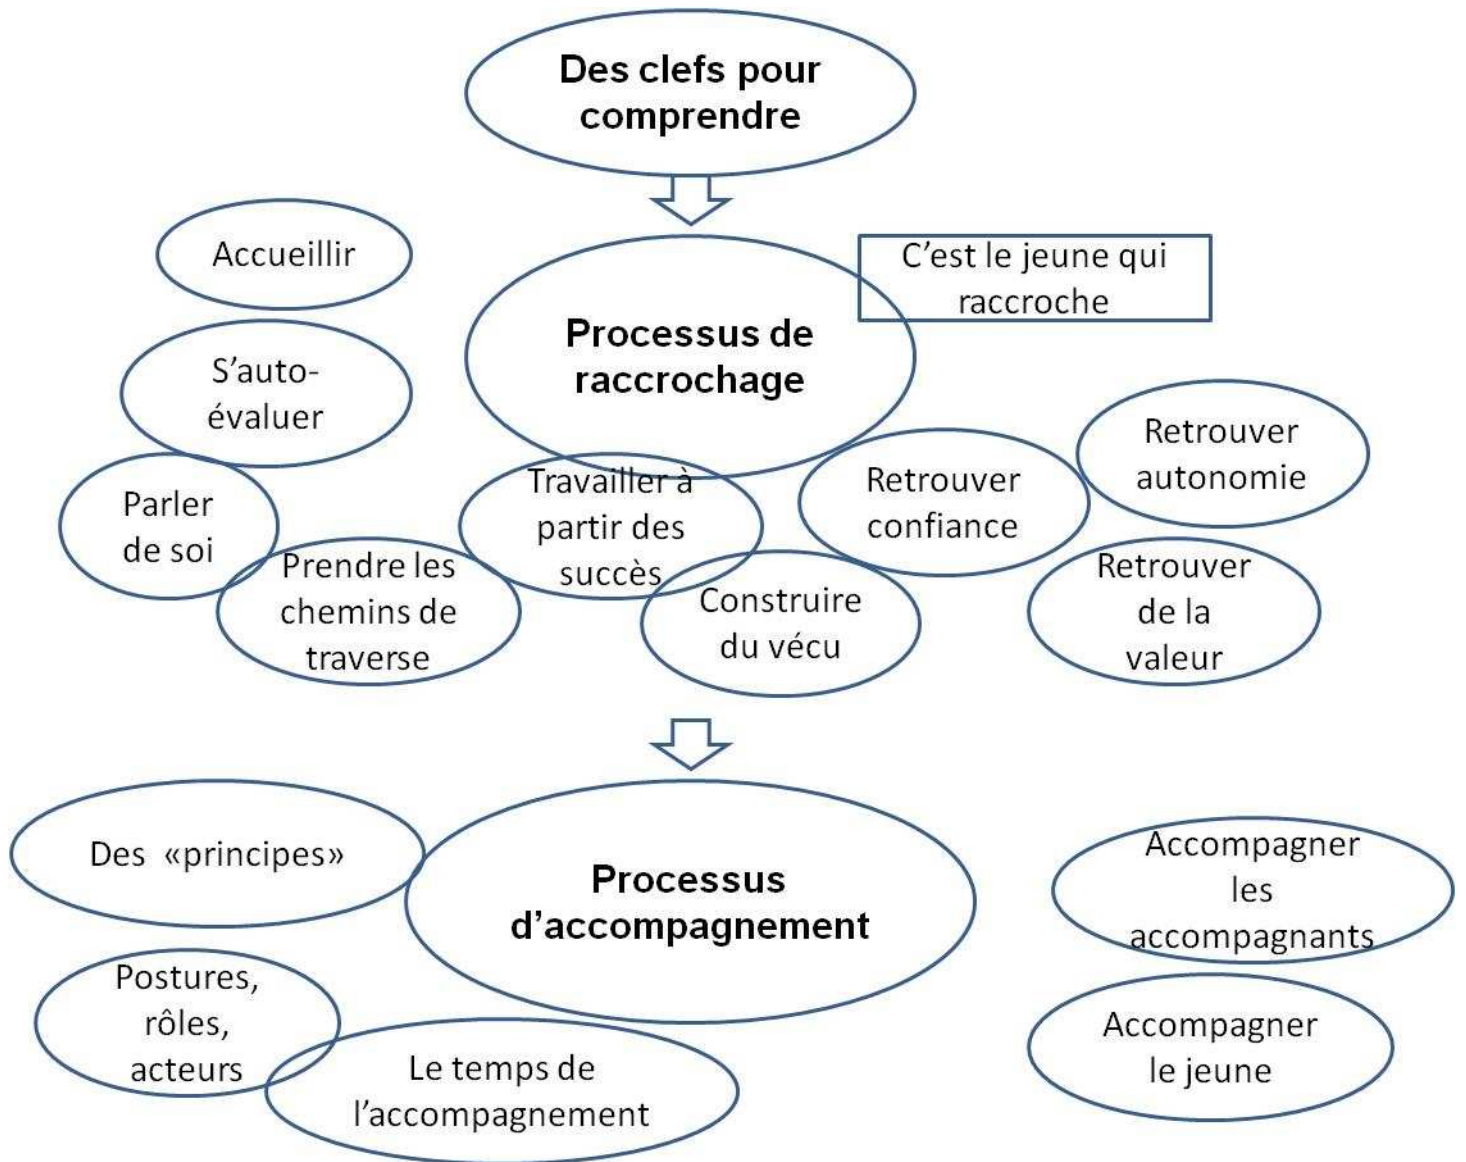 Des clefs pour
comprendre
Accueillir
C'est le jeune qui
raccroche
Processus de
raccrochage
S'auto-
évaluer
Retrouver
autonomie
Parler
de soi
Travailler à
partir des
succès
Retrouver
confiance
Prendre les
chemins de
traverse
Construire
du vécu
Retrouver
de la
valeur
Des «principes»
Processus
d'accompagnement
Accompagner
les
accompagnants
Postures,
rôles,
acteurs
Le temps de
l'accompagnement
Accompagner
le jeune